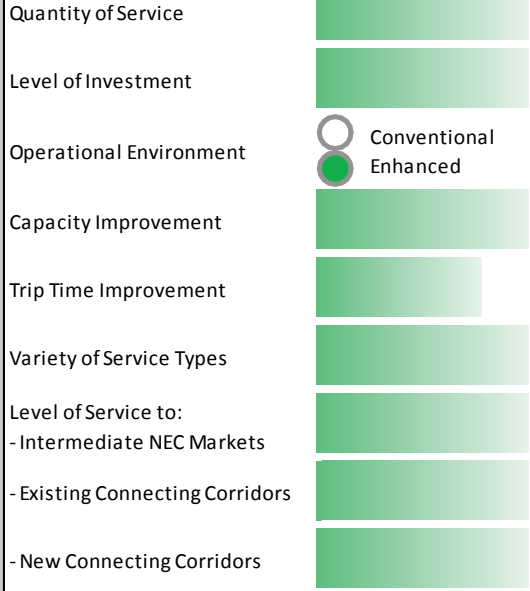 Quantity of Service
Level of Investment
Operational Environment
Conventional
Enhanced
Capacity Improvement
Trip Time Improvement
Variety of Service Types
Level of Service to:
- Intermediate NEC Markets
- Existing Connecting Corridors
- New Connecting Corridors